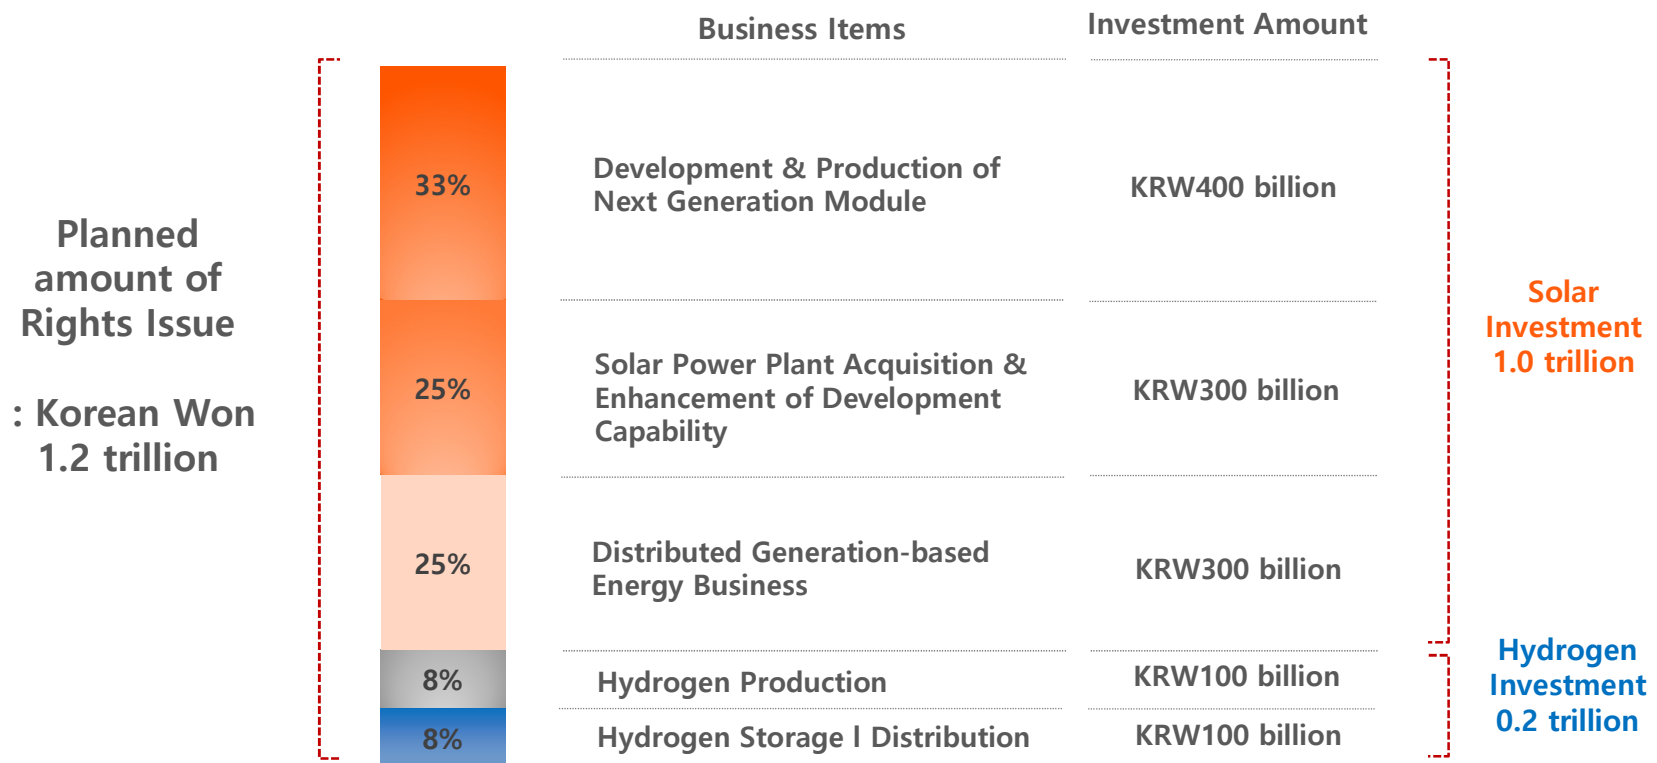 Business Items
Investment Amount
Planned
amount of
Rights Issue
: Korean Won
1.2 trillion
33%
Development & Production of
Next Generation Module
KRW400 billion
25%
Solar Power Plant Acquisition &
Enhancement of Development
Capability
KRW300 billion
25%
Distributed Generation-based
Energy Business
KRW300 billion
8%
Hydrogen Production
KRW100 billion
8%
Hydrogen Storage l Distribution
KRW100 billion
Solar
Investment
1.0 trillion
Hydrogen
Investment
0.2 trillion